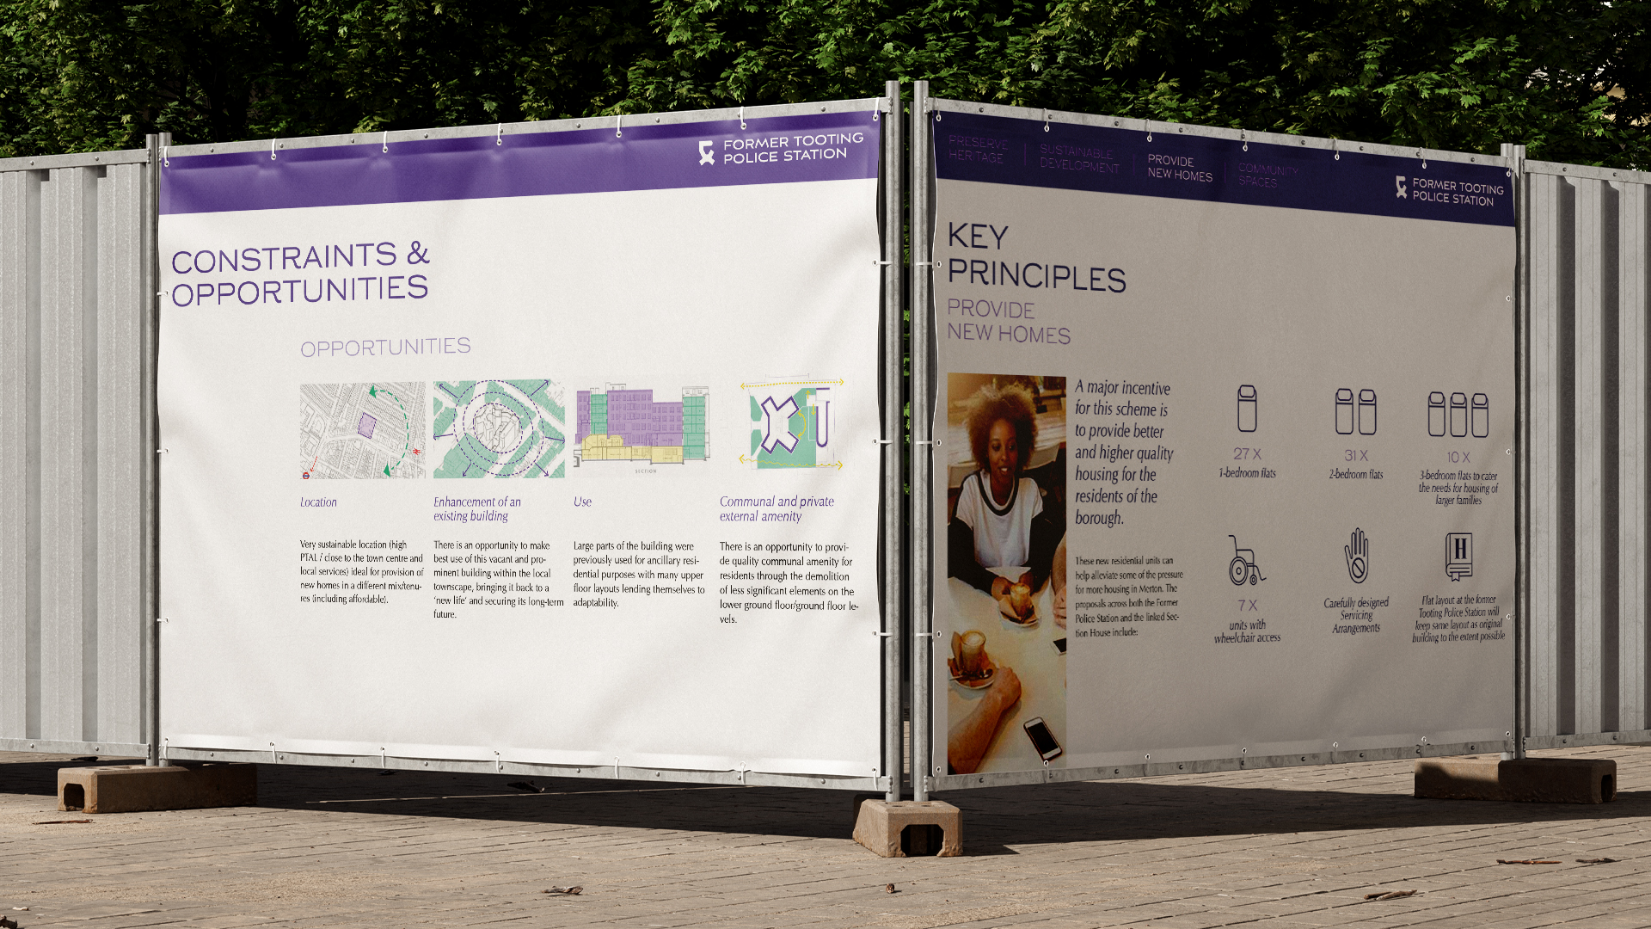 FORMER TOOTING
POLICE STATION
CONSTRAINTS &
OPPORTUNITIES
OPPORTUNITIES
SECTION
Location
Very sustainable location (high
PTAL / close to the town centre and
local services) ideal for provision of
new homes in a different mixtenu-
res (including affordable).
Enhancement of an
existing building
There is an opportunity to make
best use of this vacant and pro-
minent building within the local
townscape, bringing it back to a
'new life' and securing its long-term
future.
Use
Large parts of the building were
previously used for ancillary resi-
dential purposes with many upper
floor layouts lending themselves to
adaptability.
Communal and private
external amenity
There is an opportunity to provi-
de quality communal amenity for
residents through the demolition
of less significant elements on the
lower ground floor/ground floor le-
vels.
PRESERVE
HERITAGE
SUSTAINABLE
DEVELOPMENT
PROVIDE
NEW HOMES
COMMUNITY
SPACES
FORMER TOOTING
POLICE STATION
KEY
PRINCIPLES
PROVIDE
NEW HOMES
A major incentive
for this scheme is
to provide better
and higher quality
housing for the
residents of the
borough.
These new residential units can
help alleviate some of the pressure
for more housing in Merton. The
proposals across both the Former
Police Station and the linked Sec-
tion House include:
27 X
1-bedroom flats
31 X
2-bedroom flats
10 X
3-bedroom flats to cater
the needs for housing of
larger families
7 X
units with
wheelchair access
Carefully designed
Servicing
Arrangements
H
Flat layout at the former
Tooting Police Station will
keep same layout as original
building to the extent possible